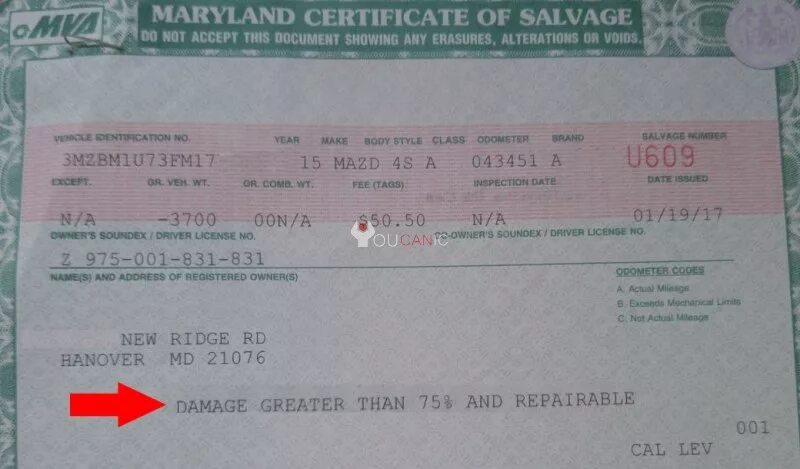 MVA
MARYLAND CERTIFICATE OF SALVAGE
DO NOT ACCEPT THIS DOCUMENT SHOWING ANY ERASURES, ALTERATIONS OR VOIDS.
VEHICLE IDENTIFICATION NO. YEAR MAKE BODY STYLE CLASS ODOMETER BRAND SALVAGE NUMBER
3MZBM1U73FM17 15 MAZD 4S A 043451 A U609
EXCEPT. GR. VEH. WT. GR. COMB. WT. FEE (TAGS) INSPECTION DATE DATE ISSUED
N/A -3700 00N/A $50.50 N/A 01/19/17
OWNER'S SOUNDEX / DRIVER LICENSE NO. CO-OWNER'S SOUNDEX / DRIVER LICENSE NO.
YOUCANIC
Z 975-001-831-831
NAME(S) AND ADDRESS OF REGISTERED OWNER(S)
ODOMETER CODES
A. Actual Mileage
B. Exceeds Mechanical Limits
C. Not Actual Mileage
NEW RIDGE RD
HANOVER MD 21076
DAMAGE GREATER THAN 75% AND REPAIRABLE
001
CAL LEV